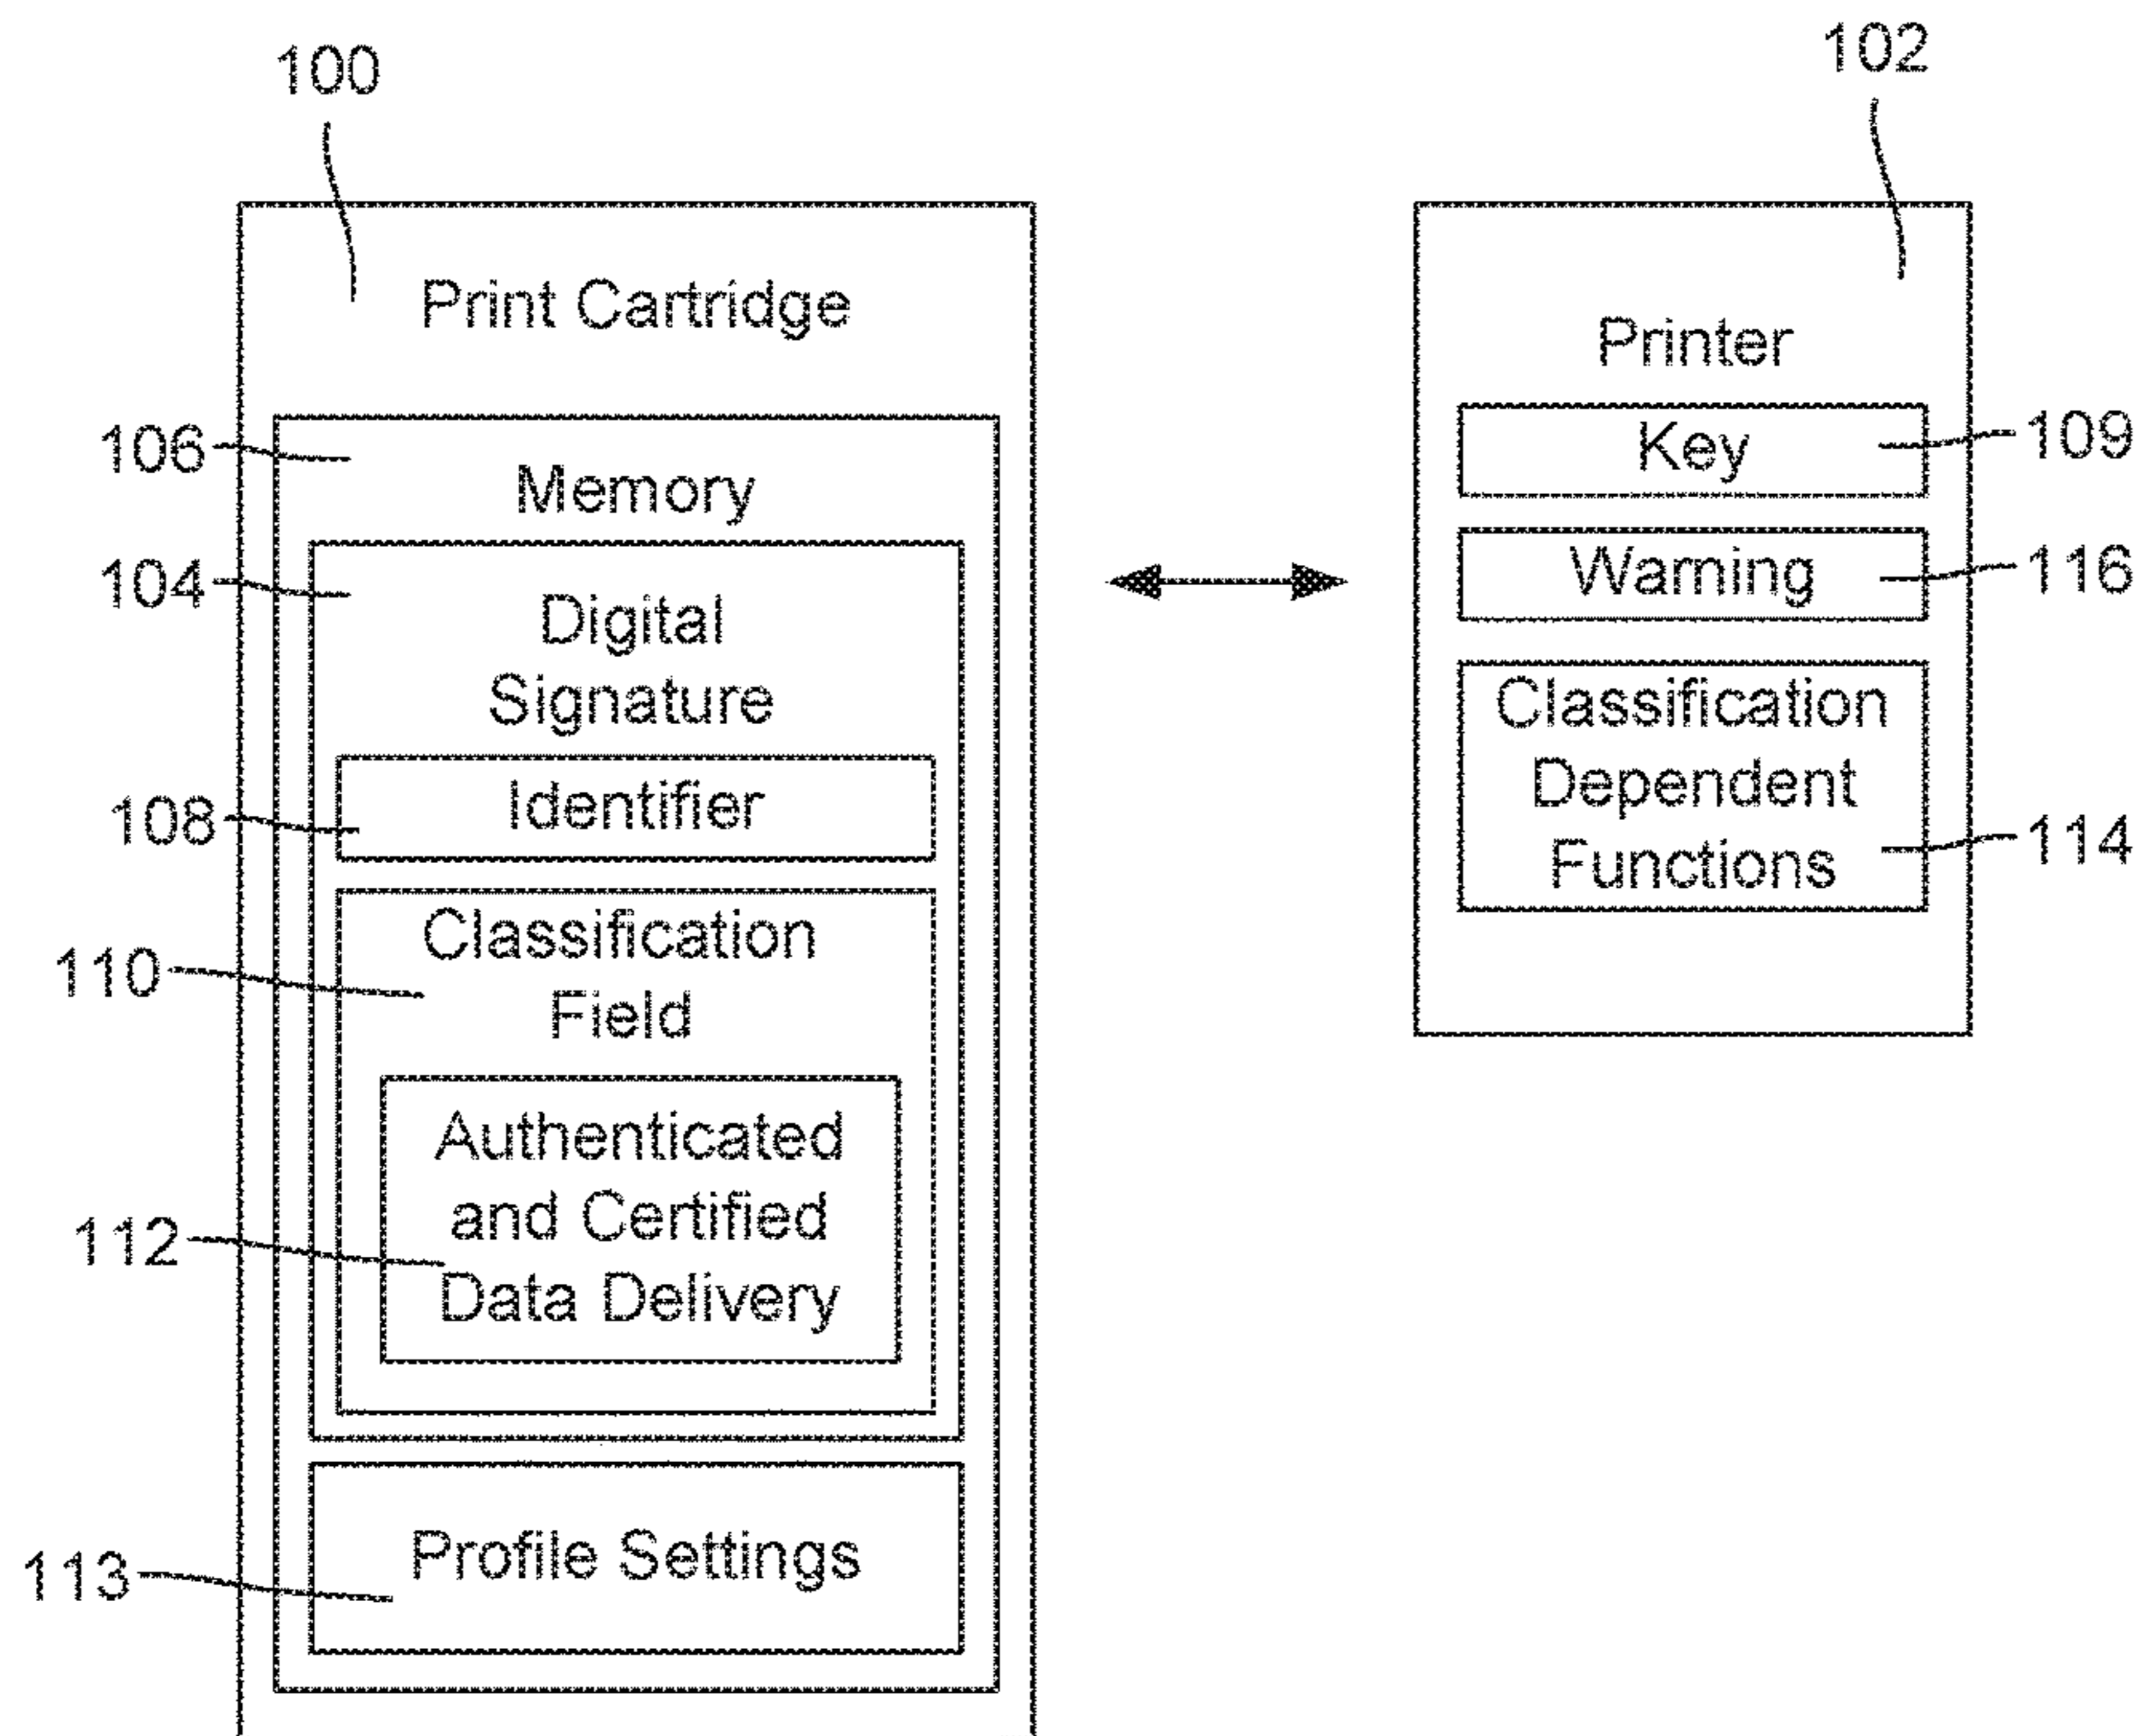 100
102
Print Cartridge
Printer
106
Memory
Key
109
104
Digital
Signature
Warning
116
Classification
Dependent
Functions
114
108
Identifier
110
Classification
Field
112
Authenticated
and Certified
Data Delivery
113
Profile Settings